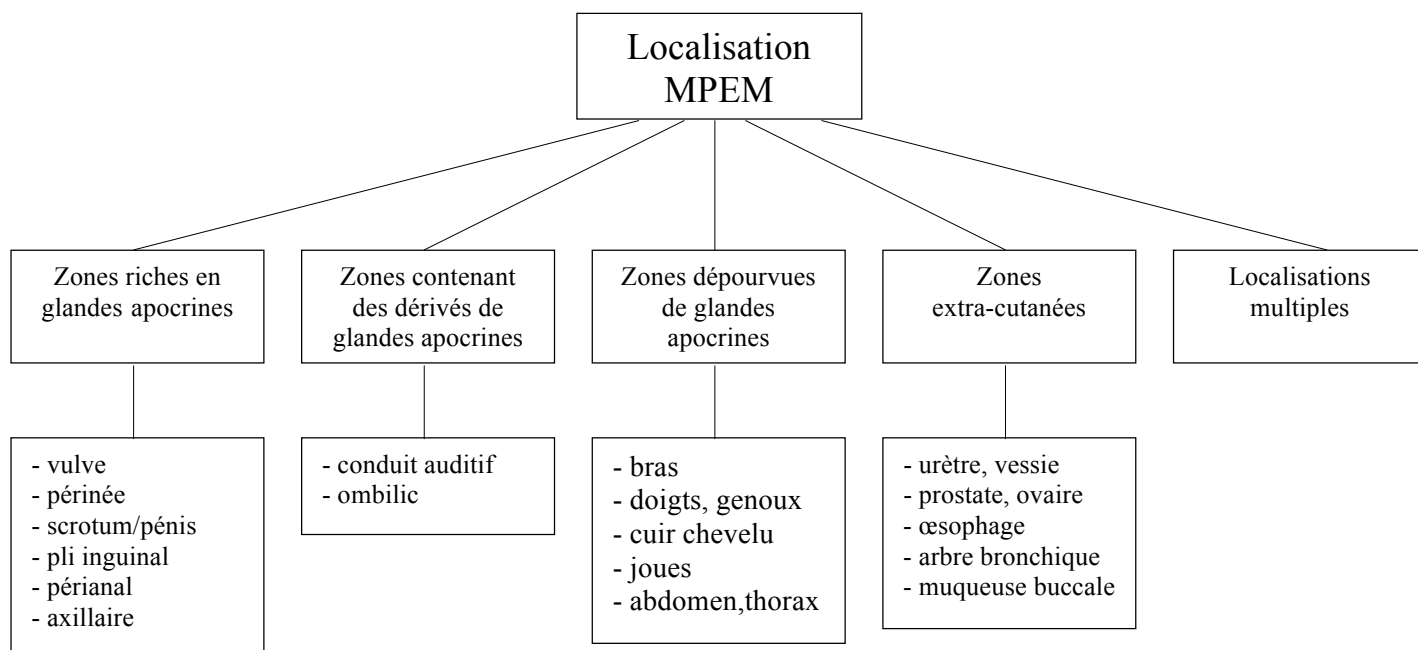 Localisation
MPEM
Zones riches en
glandes apocrines
Zones contenant
des dérivés de
glandes apocrines
Zones dépourvues
de glandes
apocrines
Zones
extra-cutanées
Localisations
multiples
- vulve
- périnée
- scrotum/pénis
- pli inguinal
- périanal
- axillaire
- conduit auditif
- ombilic
- bras
- doigts, genoux
- cuir chevelu
- joues
- abdomen,thorax
- urètre, vessie
- prostate, ovaire
- œsophage
- arbre bronchique
- muqueuse buccale